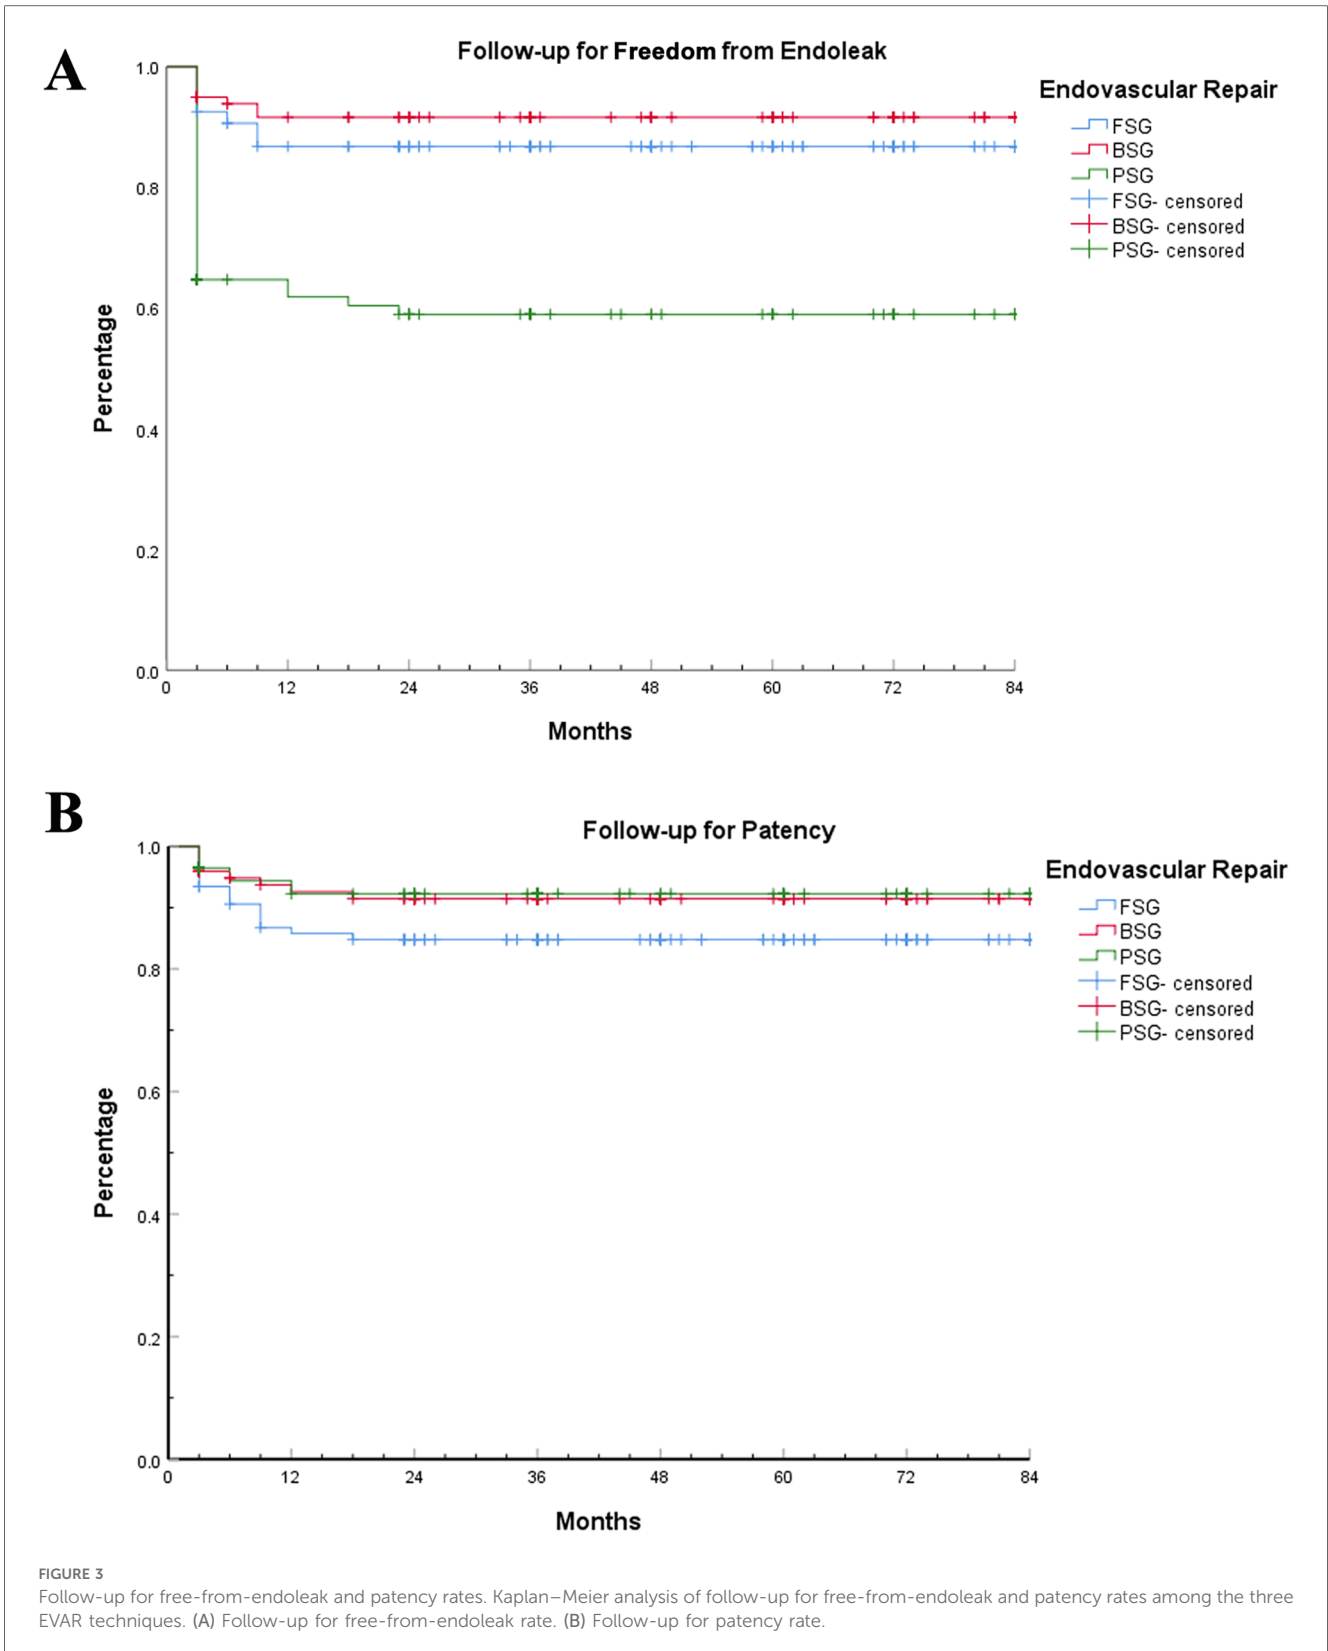 A
Follow-up for Freedom from Endoleak
1.0
0.8
0.6
0.4
0.2
0.0
Percentage
0 12 24 36 48 60 72 84
Months
Endovascular Repair
FSG
BSG
PSG
FSG- censored
BSG- censored
PSG- censored
B
Follow-up for Patency
1.0
0.8
0.6
0.4
0.2
0.0
Percentage
0 12 24 36 48 60 72 84
Months
Endovascular Repair
FSG
BSG
PSG
FSG- censored
BSG- censored
PSG- censored
FIGURE 3
Follow-up for free-from-endoleak and patency rates. Kaplan–Meier analysis of follow-up for free-from-endoleak and patency rates among the three
EVAR techniques. (A) Follow-up for free-from-endoleak rate. (B) Follow-up for patency rate.